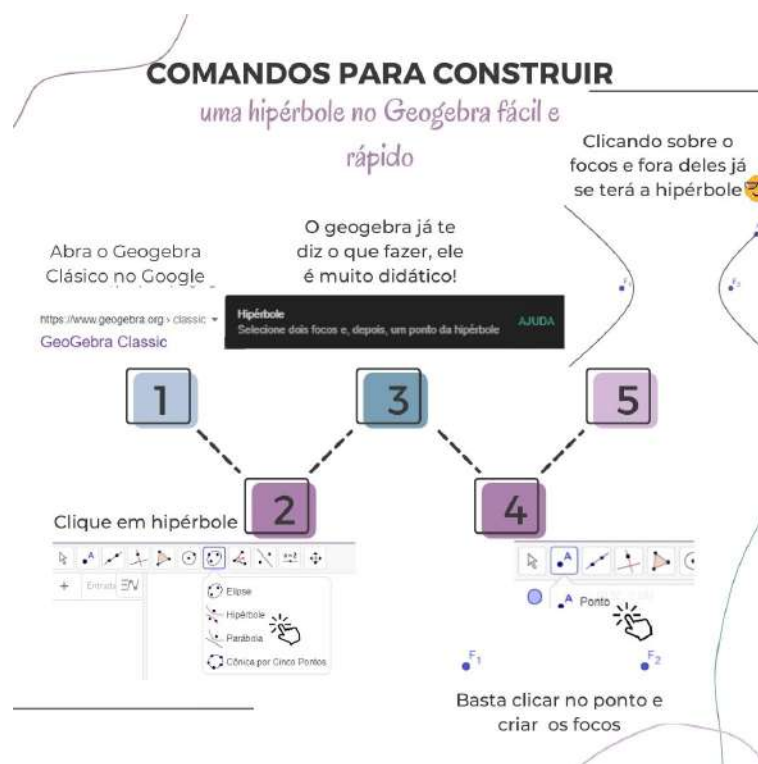 COMANDOS PARA CONSTRUIR
uma hipérbole no Geogebra fácil e
rápido
Clicando sobre o
focos e fora deles já
se terá a hipérbole
Abra o Geogebra
Clásico no Google
https://www.geogebra.org › classic
GeoGebra Classic
O geogebra já te
diz o que fazer, ele
é muito didático!
Hipérbole
Selecione dois focos e, depois, um ponto da hipérbole
AJUDA
F₂
1
3
5
2
4
Clique em hipérbole
A
+ Entrada
Elipse
Hipérbole
Parábola
Cônica por Cinco Pontos
A
A Ponto
F₁
F₂
Basta clicar no ponto e
criar os focos